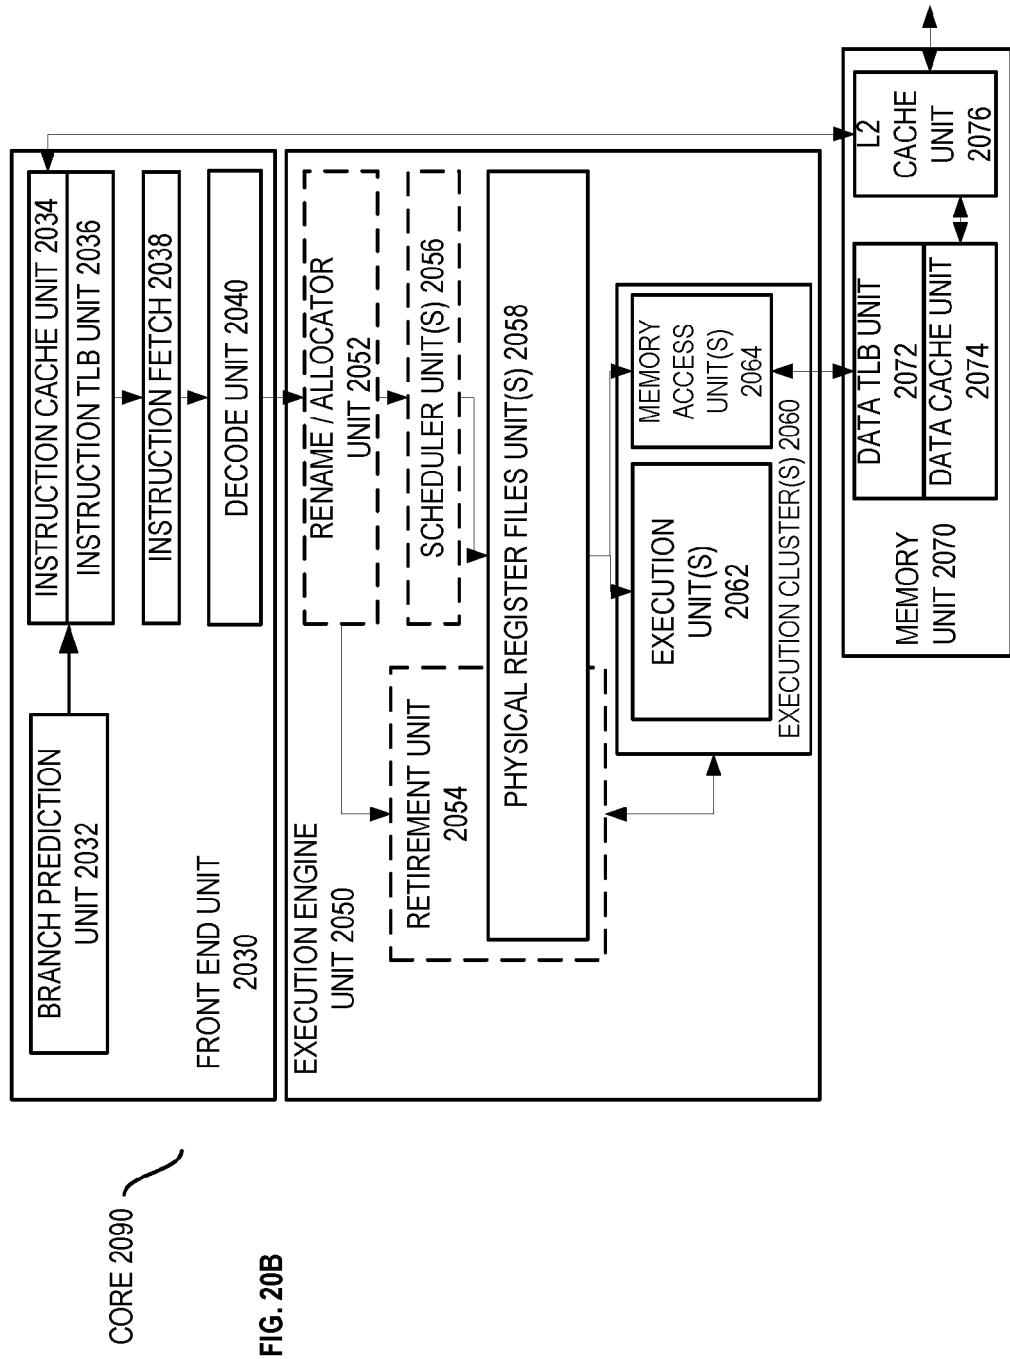 CORE 2090
FIG. 20B
BRANCH PREDICTION
UNIT 2032
INSTRUCTION CACHE UNIT 2034
INSTRUCTION TLB UNIT 2036
INSTRUCTION FETCH 2038
DECODE UNIT 2040
FRONT END UNIT
2030
EXECUTION ENGINE
UNIT 2050
RENAME / ALLOCATOR
UNIT 2052
SCHEDULER UNIT(S) 2056
RETIREMENT UNIT
2054
PHYSICAL REGISTER FILES UNIT(S) 2058
EXECUTION
UNIT(S)
2062
MEMORY
ACCESS
UNIT(S)
2064
EXECUTION CLUSTER(S) 2060
MEMORY
UNIT 2070
DATA TLB UNIT
2072
DATA CACHE UNIT
2074
L2
CACHE
UNIT
2076